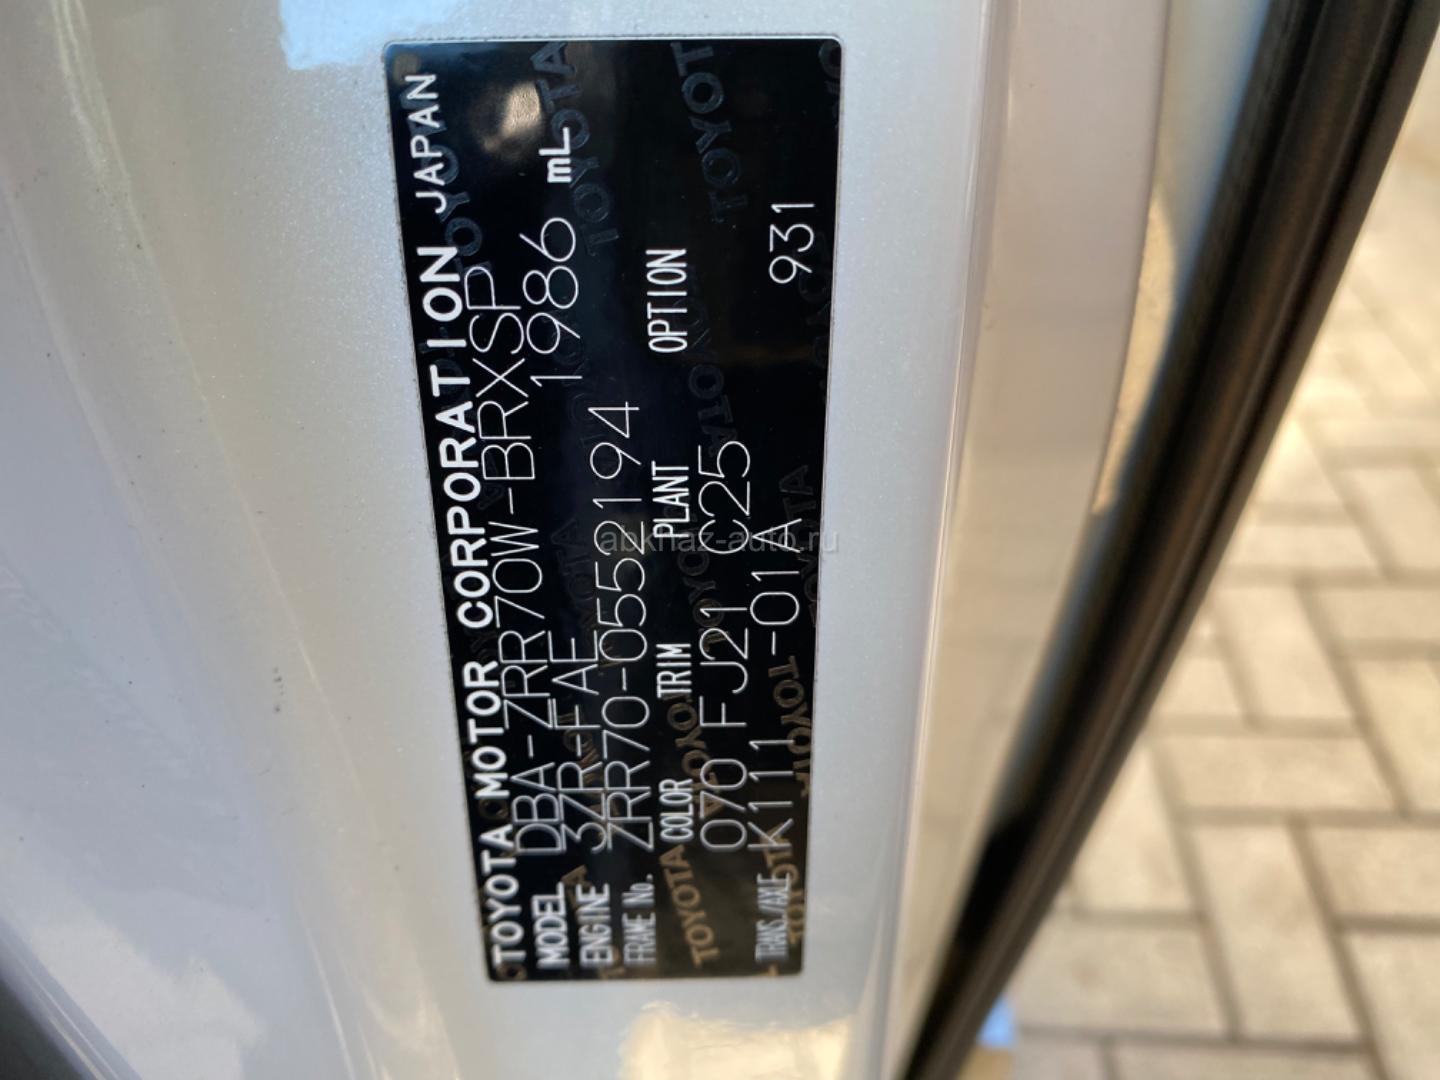 TOYOTA MOTOR CORPORATION JAPAN
MODEL DBA-ZRR70W-BRXSP
ENGINE 3ZR-FAE 1986 mL
FRAME No. ZRR70-0552194
COLOR TRIM PLANT OPTION
070 FJ21 C25
TRANS./AXLE K111 -01A 931
abkhaz-auto.ru